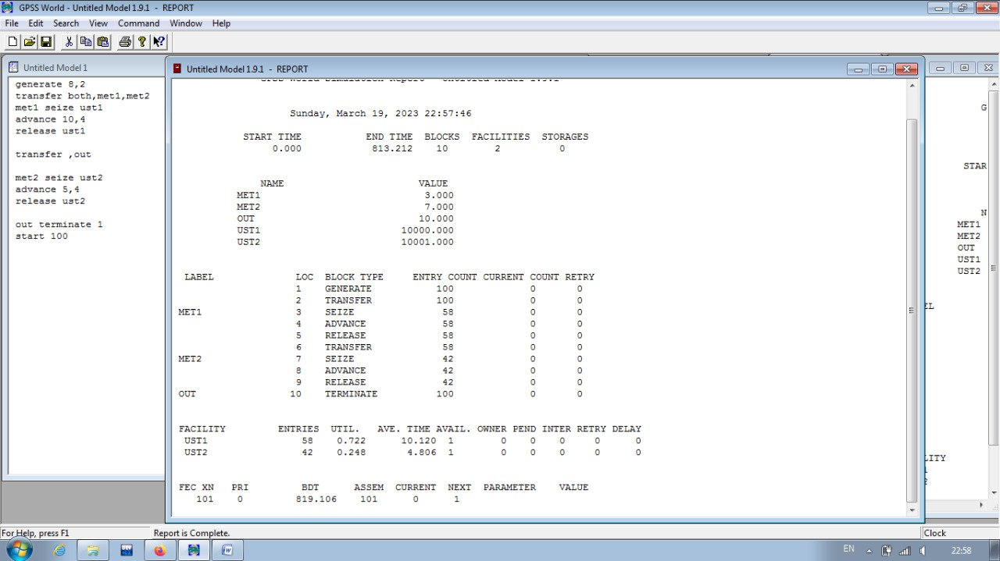 GPSS World - Untitled Model 1.9.1 - REPORT
File Edit Search View Command Window Help
Untitled Model 1
generate 8,2
transfer both,met1,met2
met1 seize ust1
advance 10,4
release ust1
transfer ,out
met2 seize ust2
advance 5,4
release ust2
out terminate 1
start 100
Untitled Model 1.9.1 - REPORT
GPSS World Simulation Report - Untitled Model 1.9.1
Sunday, March 19, 2023 22:57:46
START TIME END TIME BLOCKS FACILITIES STORAGES
0.000 813.212 10 2 0
NAME VALUE
MET1 3.000
MET2 7.000
OUT 10.000
UST1 10000.000
UST2 10001.000
LABEL LOC BLOCK TYPE ENTRY COUNT CURRENT COUNT RETRY
1 GENERATE 100 0 0
2 TRANSFER 100 0 0
MET1 3 SEIZE 58 0 0
4 ADVANCE 58 0 0
5 RELEASE 58 0 0
6 TRANSFER 58 0 0
MET2 7 SEIZE 42 0 0
8 ADVANCE 42 0 0
9 RELEASE 42 0 0
OUT 10 TERMINATE 100 0 0
FACILITY ENTRIES UTIL. AVE. TIME AVAIL. OWNER PEND INTER RETRY DELAY
UST1 58 0.722 10.120 1 0 0 0 0 0
UST2 42 0.248 4.806 1 0 0 0 0 0
FEC XN PRI BDT ASSEM CURRENT NEXT PARAMETER VALUE
101 0 819.106 101 0 1
G
STAR
N
MET1
MET2
OUT
UST1
UST2
EL
LITY
For Help, press F1
Report is Complete.
Clock
EN
22:58